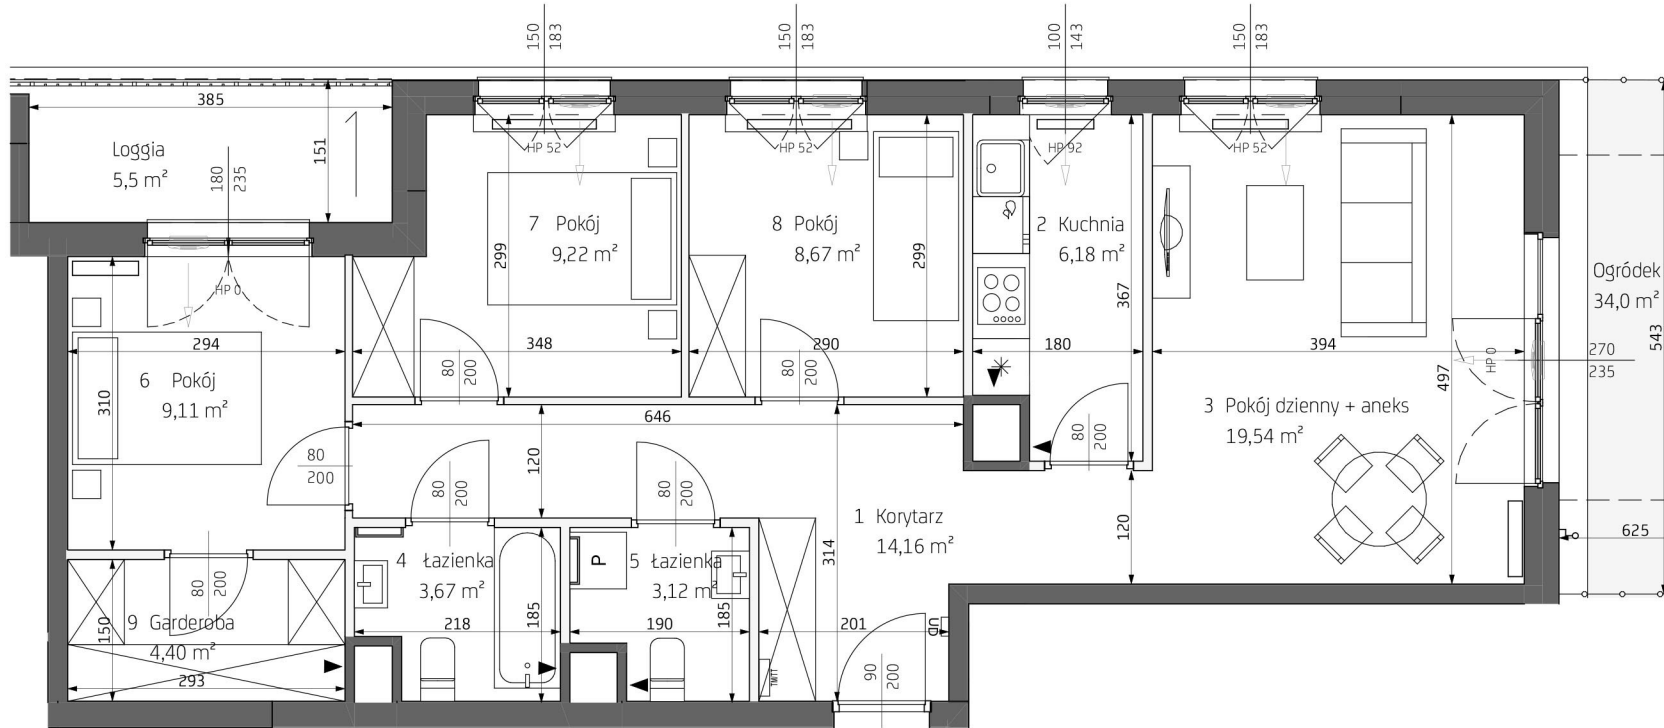 150
183
150
183
100
143
150
183
385
Loggia
5,5 m²
151
180
235
HP 52
HP 52
HP 92
HP 52
7 Pokój
9,22 m²
299
8 Pokój
8,67 m²
299
2 Kuchnia
6,18 m²
367
Ogródek
34,0 m²
543
HP 0
294
348
290
180
394
270
235
HP 0
80
200
80
200
6 Pokój
9,11 m²
310
497
3 Pokój dzienny + aneks
19,54 m²
646
80
200
80
200
120
80
200
80
200
1 Korytarz
14,16 m²
314
120
625
4 Łazienka
3,67 m²
P
5 Łazienka
3,12 m²
80
200
150
9 Garderoba
4,40 m²
293
218
185
190
185
201
UD
TMTT
90
200